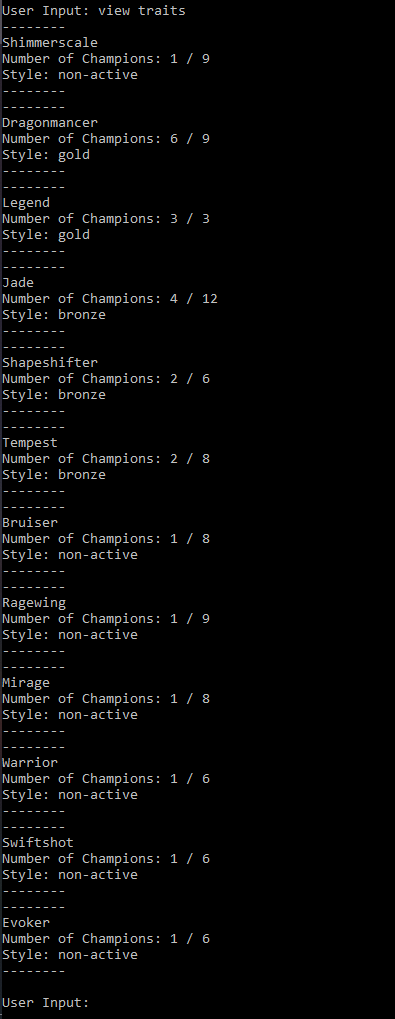 User Input: view traits
--------
Shimmerscale
Number of Champions: 1 / 9
Style: non-active
--------
--------
Dragonmancer
Number of Champions: 6 / 9
Style: gold
--------
--------
Legend
Number of Champions: 3 / 3
Style: gold
--------
--------
Jade
Number of Champions: 4 / 12
Style: bronze
--------
--------
Shapeshifter
Number of Champions: 2 / 6
Style: bronze
--------
--------
Tempest
Number of Champions: 2 / 8
Style: bronze
--------
--------
Bruiser
Number of Champions: 1 / 8
Style: non-active
--------
--------
Ragewing
Number of Champions: 1 / 9
Style: non-active
--------
--------
Mirage
Number of Champions: 1 / 8
Style: non-active
--------
--------
Warrior
Number of Champions: 1 / 6
Style: non-active
--------
--------
Swiftshot
Number of Champions: 1 / 6
Style: non-active
--------
--------
Evoker
Number of Champions: 1 / 6
Style: non-active
--------
User Input: